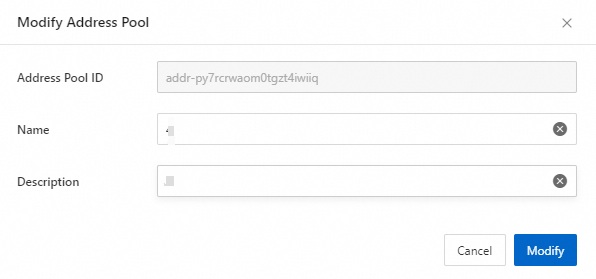 Modify Address Pool
Address Pool ID
addr-py7rcrwaom0tgzt4iwiiq
Name
Description
Cancel
Modify